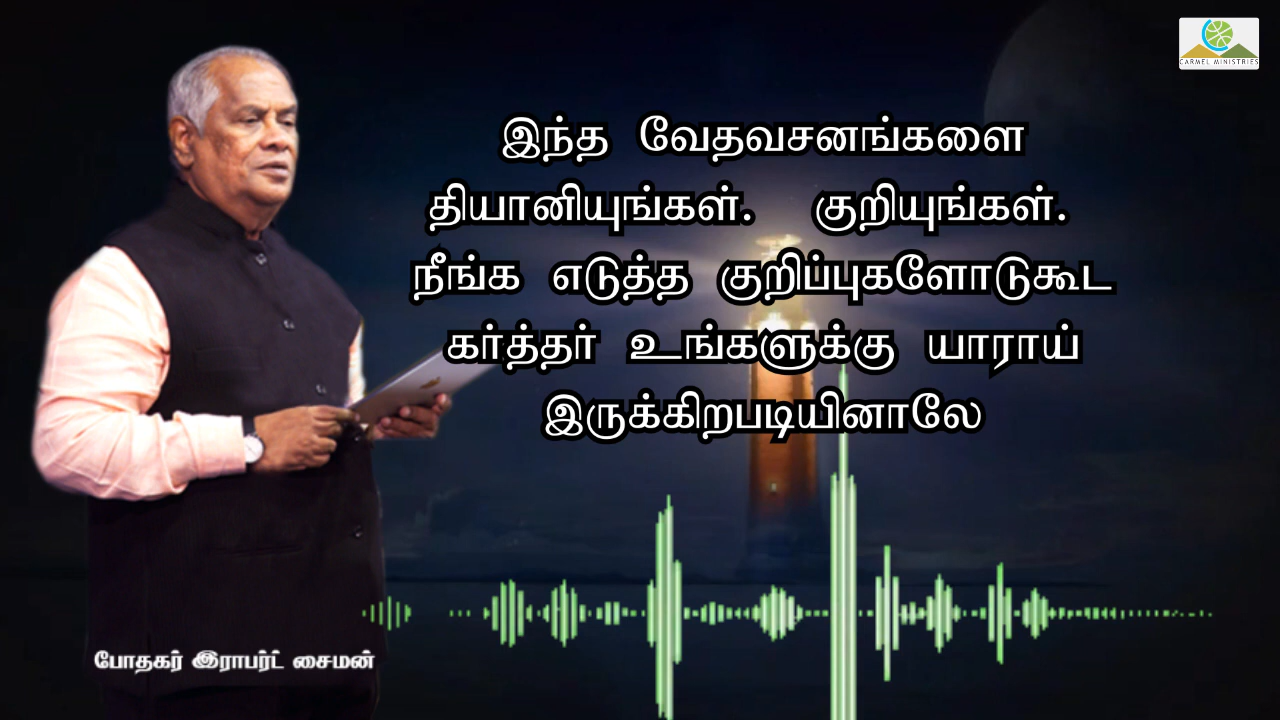 CARMEL MINISTRIES
இந்த வேதவசனங்களை
தியானியுங்கள். குறியுங்கள்.
நீங்க எடுத்த குறிப்புகளோடுகூட
கர்த்தர் உங்களுக்கு யாராய்
இருக்கிறபடியினாலே
போதகர் இராபர்ட் சைமன்